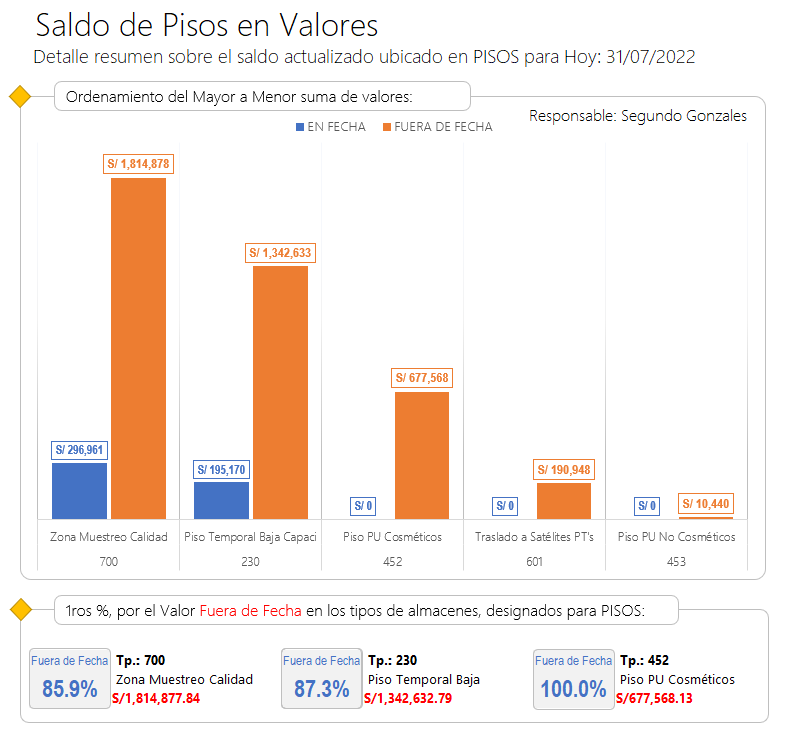 Saldo de Pisos en Valores
Detalle resumen sobre el saldo actualizado ubicado en PISOS para Hoy: 31/07/2022
Ordenamiento del Mayor a Menor suma de valores:
Responsable: Segundo Gonzales
EN FECHA FUERA DE FECHA
S/ 1,814,878
S/ 1,342,633
S/ 677,568
S/ 296,961
S/ 195,170
S/ 190,948
S/ 0
S/ 0
S/ 0
S/ 10,440
Zona Muestreo Calidad Piso Temporal Baja Capaci Piso PU Cosméticos Traslado a Satélites PT's Piso PU No Cosméticos
700 230 452 601 453
1ros %, por el Valor Fuera de Fecha en los tipos de almacenes, designados para PISOS:
Fuera de Fecha
85.9%
Tp.: 700
Zona Muestreo Calidad
S/1,814,877.84
Fuera de Fecha
87.3%
Tp.: 230
Piso Temporal Baja
S/1,342,632.79
Fuera de Fecha
100.0%
Tp.: 452
Piso PU Cosméticos
S/677,568.13